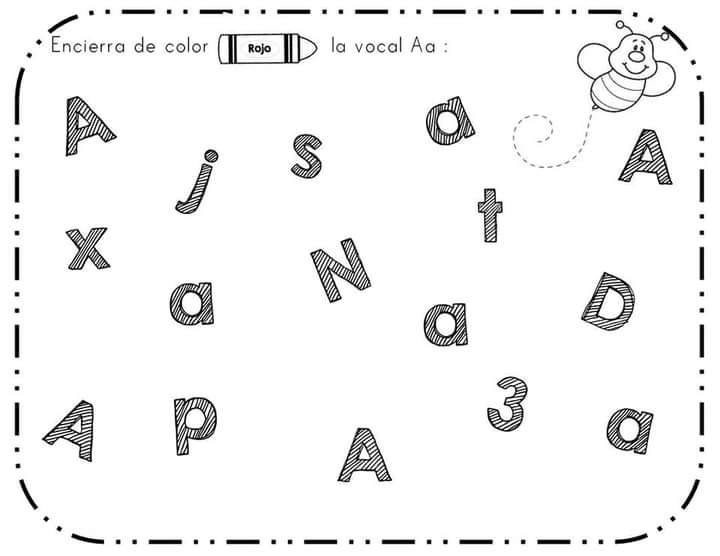 Encierra de color Rojo la vocal Aa :
A a
s A
j
t
x N
a a D
A p 3 a
A